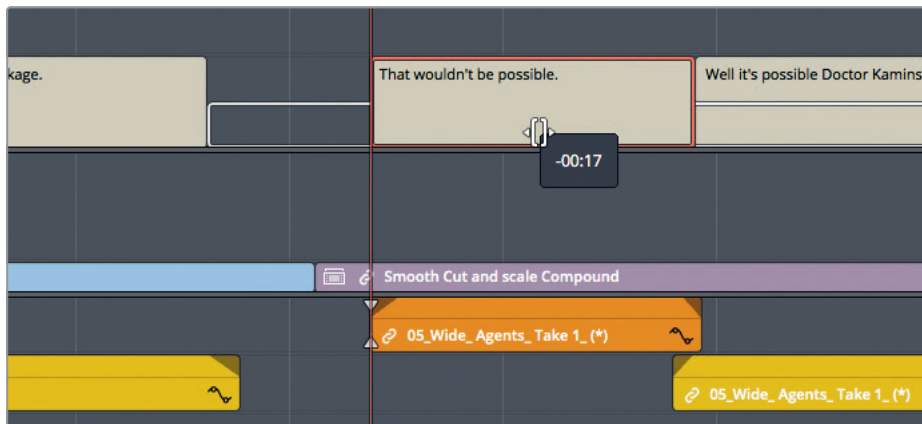 kage.
That wouldn't be possible.
Well it's possible Doctor Kamins
-00:17
Smooth Cut and scale Compound
05_Wide_ Agents_ Take 1_ (*)
05_Wide_ Agents_ Take 1_ (*)